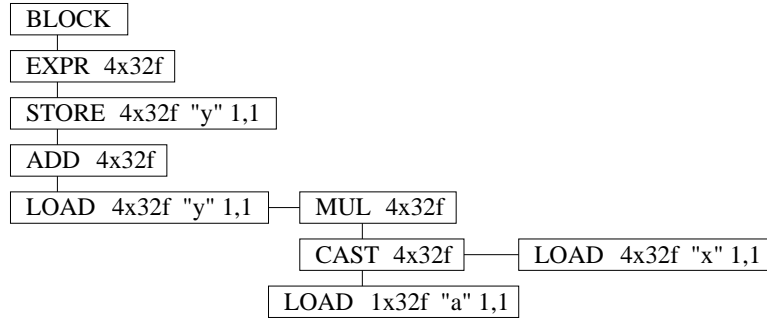 BLOCK
EXPR 4x32f
STORE 4x32f "y" 1,1
ADD 4x32f
LOAD 4x32f "y" 1,1
MUL 4x32f
CAST 4x32f
LOAD 4x32f "x" 1,1
LOAD 1x32f "a" 1,1